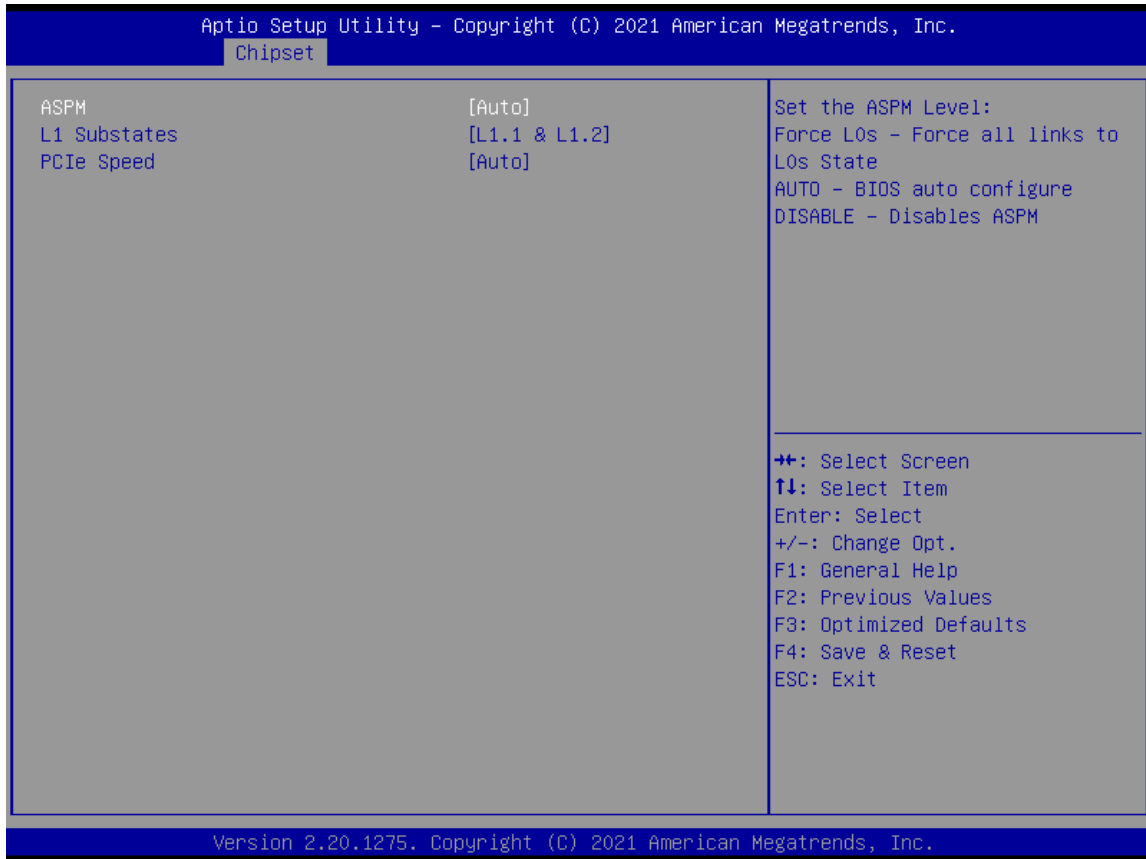 Aptio Setup Utility – Copyright (C) 2021 American Megatrends, Inc.
Chipset
ASPM [Auto]
L1 Substates [L1.1 & L1.2]
PCIe Speed [Auto]
Set the ASPM Level:
Force L0s – Force all links to
L0s State
AUTO – BIOS auto configure
DISABLE – Disables ASPM
→←: Select Screen
↑↓: Select Item
Enter: Select
+/-: Change Opt.
F1: General Help
F2: Previous Values
F3: Optimized Defaults
F4: Save & Reset
ESC: Exit
Version 2.20.1275. Copyright (C) 2021 American Megatrends, Inc.